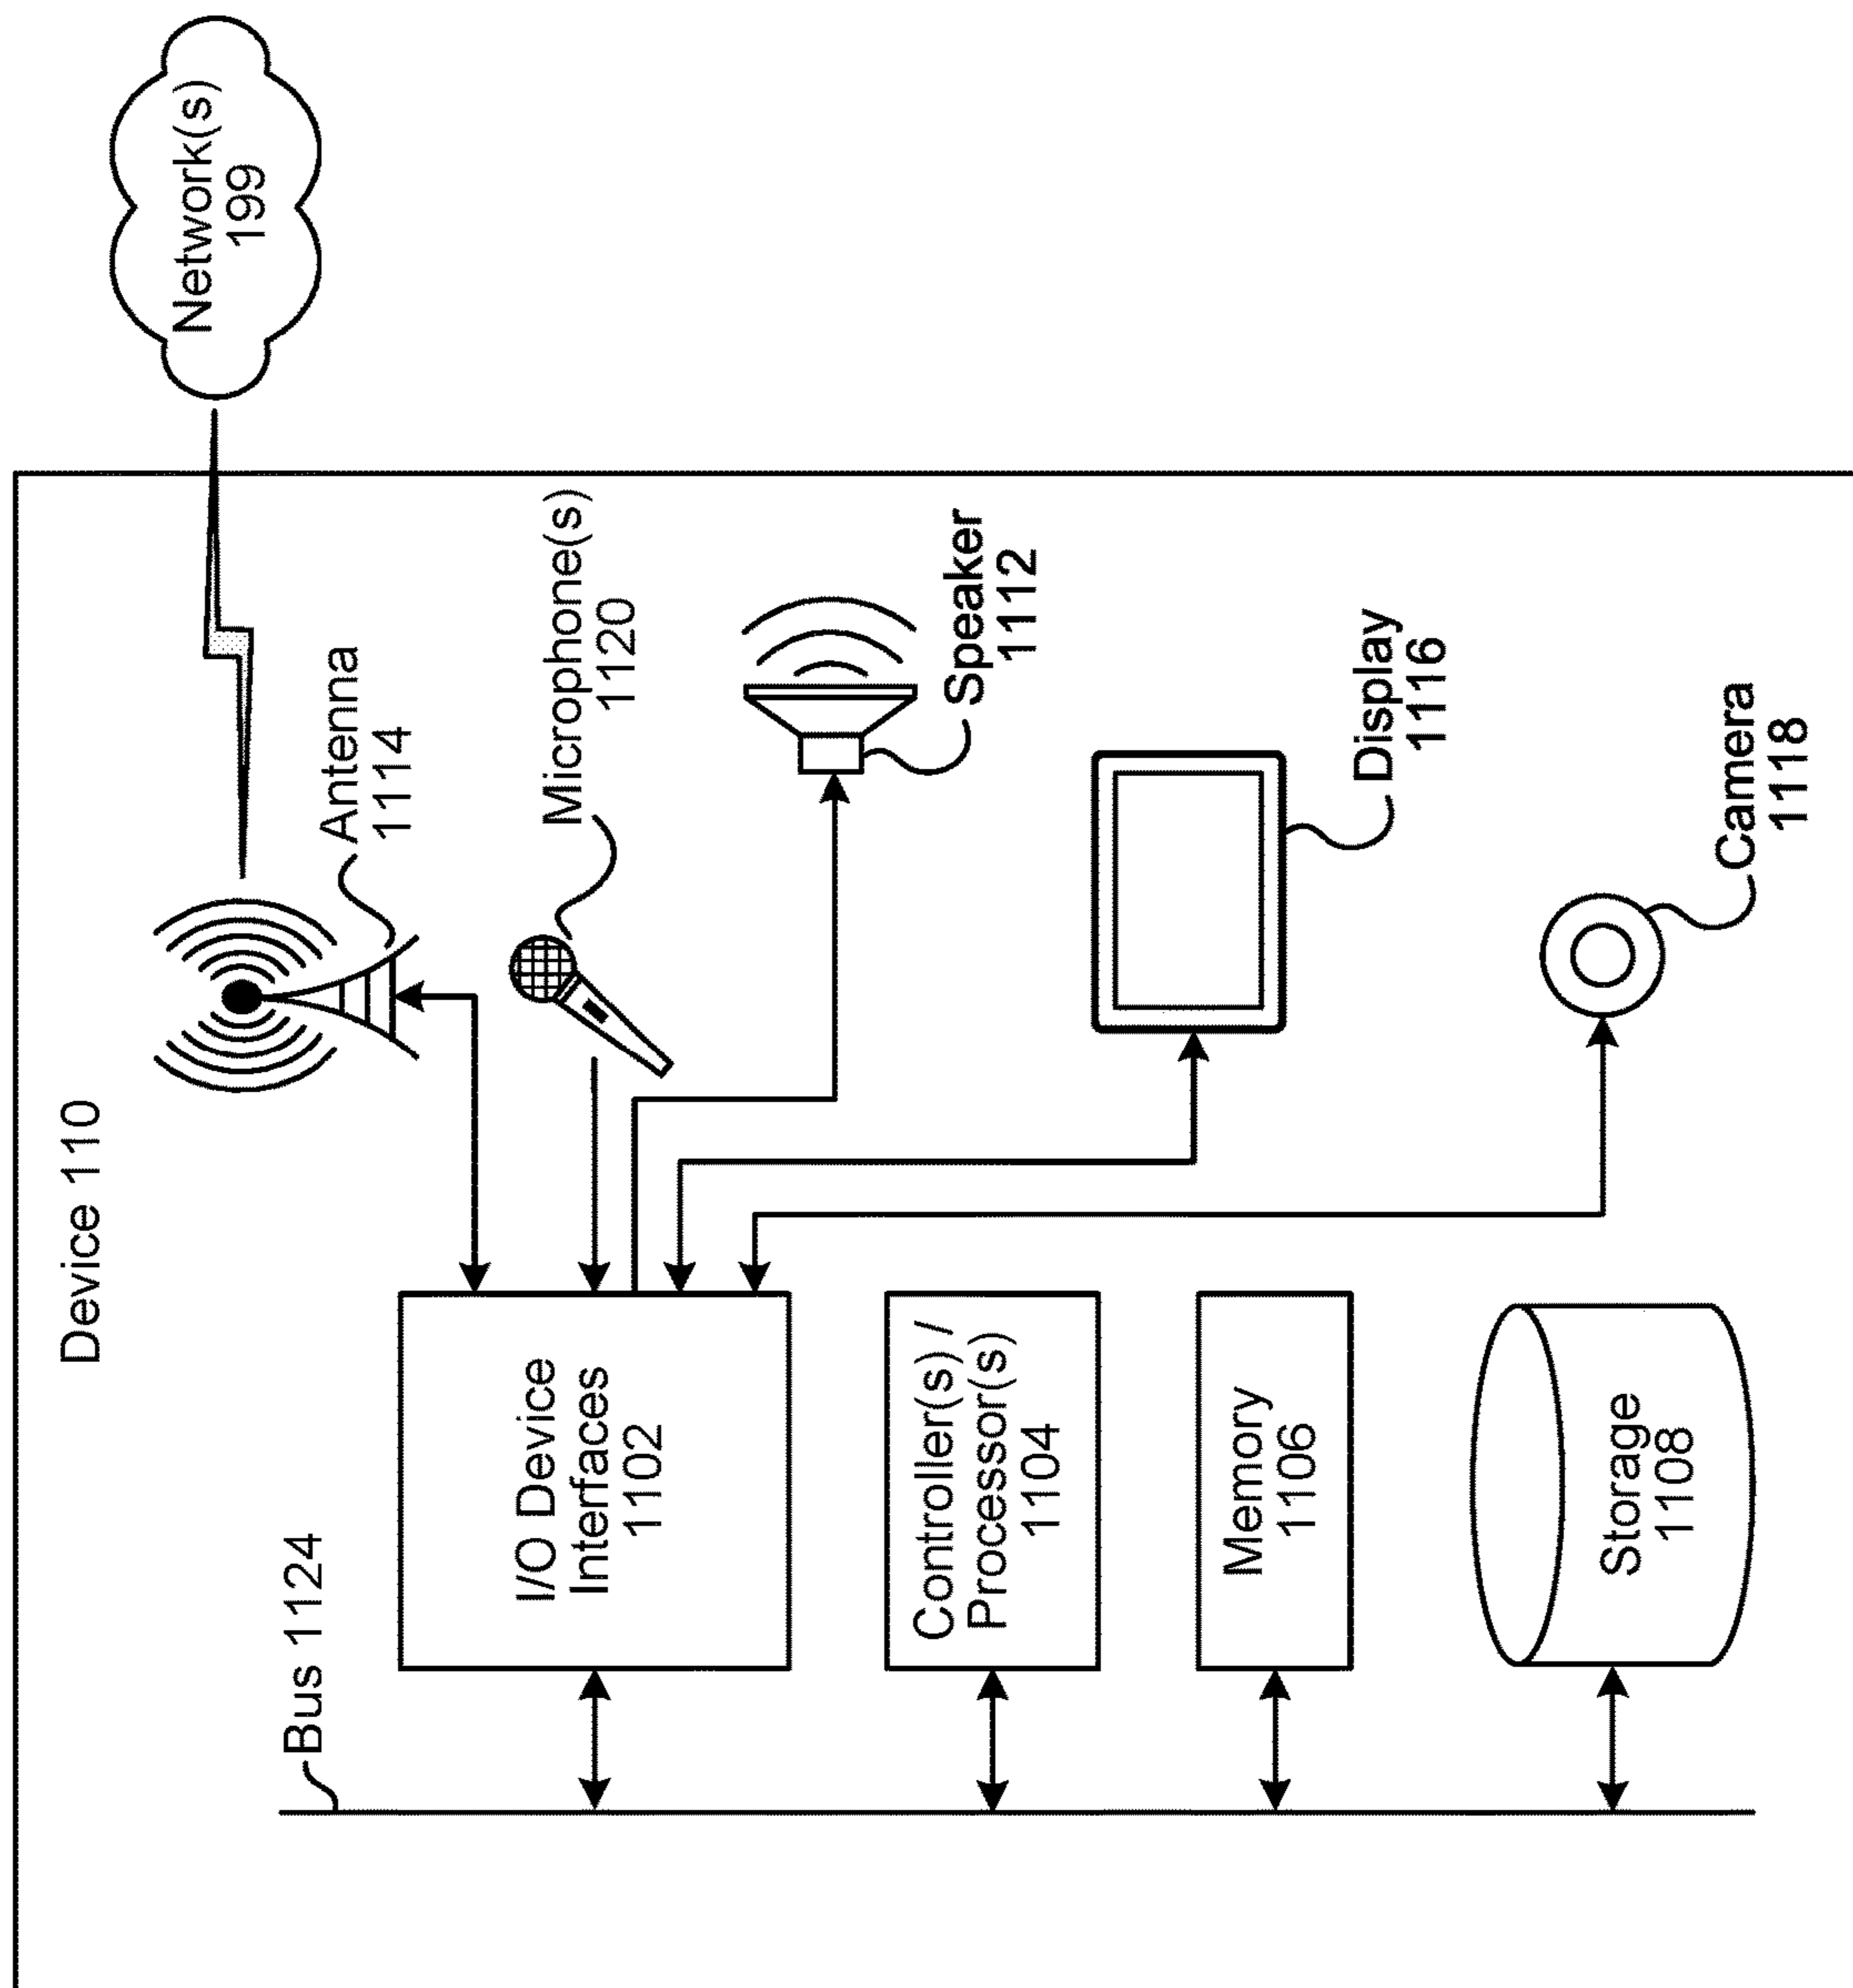 Device 110
Network(s)
199
Bus 1124
Antenna
1114
I/O Device
Interfaces
1102
Microphone(s)
1120
Controller(s) /
Processor(s)
1104
Speaker
1112
Memory
1106
Display
1116
Storage
1108
Camera
1118